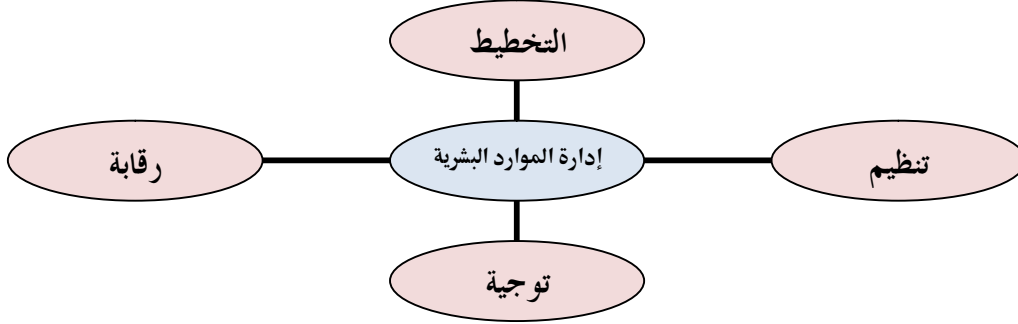 التخطيط
تنظيم
إدارة الموارد البشرية
رقابة
توجية